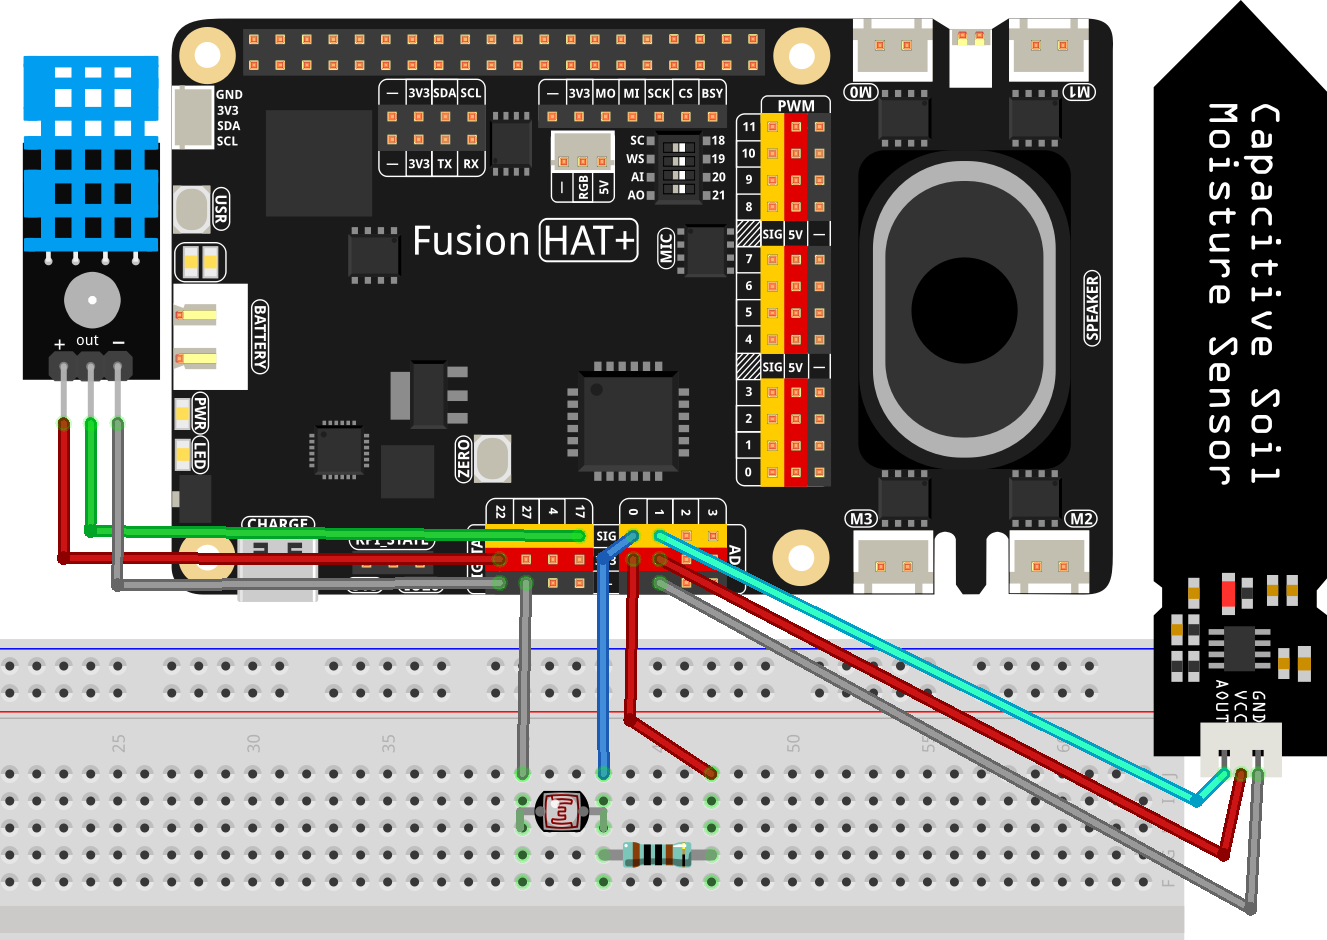 GND
3V3
SDA
SCL
— 3V3 SDA SCL
— 3V3 TX RX
— 3V3 MO MI SCK CS BSY
SC 18
WS 19
AI 20
AO 21
— RGB 5V
PWM
11
10
9
8
SIG 5V —
7
6
5
4
SIG 5V —
3
2
1
0
M0
M1
USR
Fusion HAT+
MIC
BATTERY
SPEAKER
+ out −
PWR
LED
ZERO
CHARGE
RPI_STATE
22 27 4 17
SIG
0 1 2 3
AD
M3
M2
Capacitive Soil
Moisture Sensor
AOUT
VCC
GND
25 30 35 50
J
F